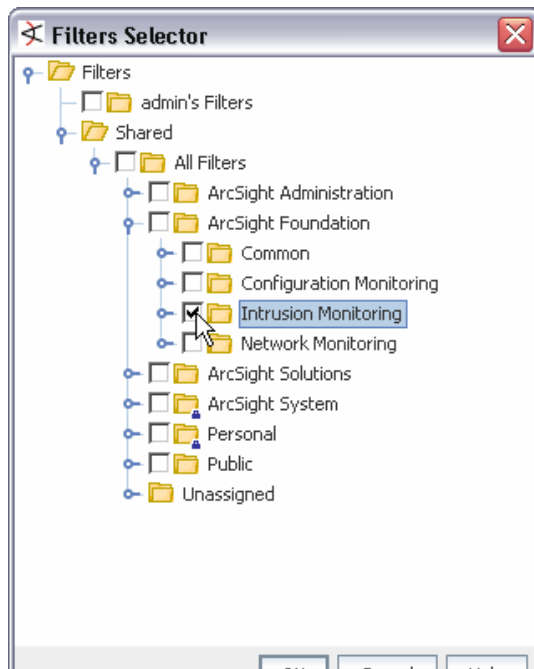 Filters Selector
Filters
admin's Filters
Shared
All Filters
ArcSight Administration
ArcSight Foundation
Common
Configuration Monitoring
Intrusion Monitoring
Network Monitoring
ArcSight Solutions
ArcSight System
Personal
Public
Unassigned